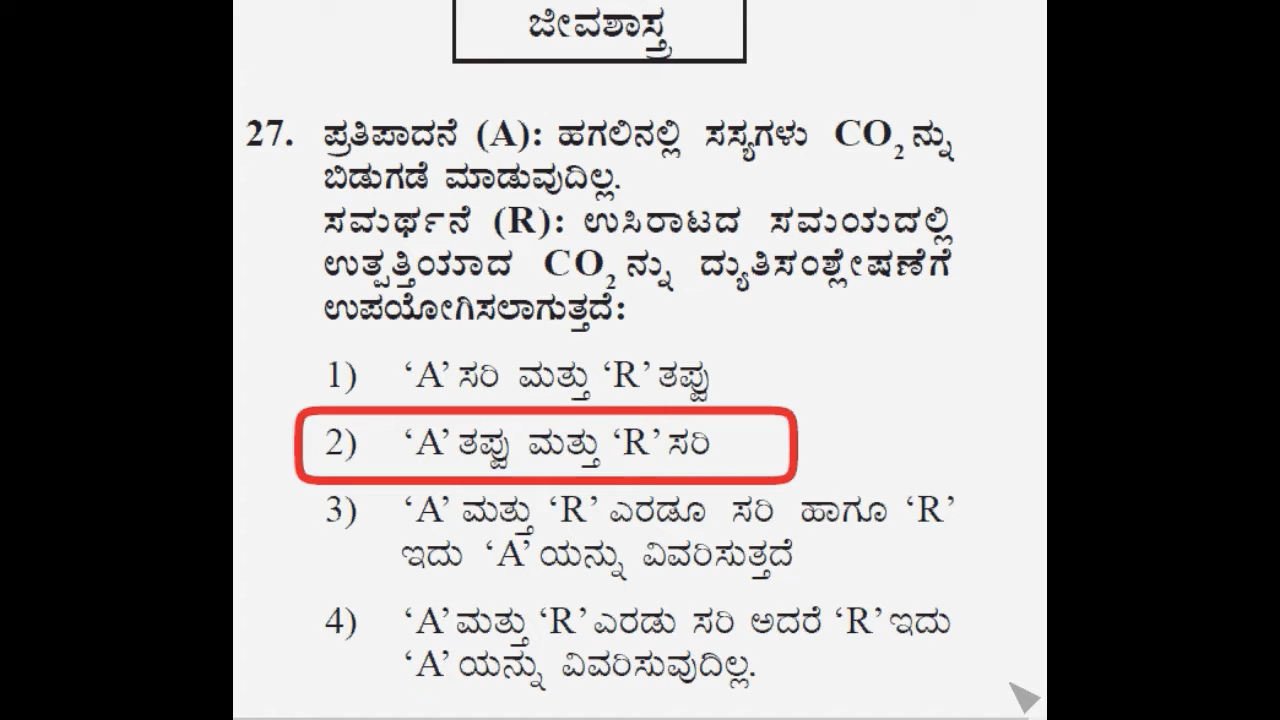 ಜೀವಶಾಸ್ತ್ರ
27. ಪ್ರತಿಪಾದನೆ (A): ಹಗಲಿನಲ್ಲಿ ಸಸ್ಯಗಳು CO₂ ನ್ನು
ಬಿಡುಗಡೆ ಮಾಡುವುದಿಲ್ಲ.
ಸಮರ್ಥನೆ (R): ಉಸಿರಾಟದ ಸಮಯದಲ್ಲಿ
ಉತ್ಪತ್ತಿಯಾದ CO₂ ನ್ನು ದ್ಯುತಿಸಂಶ್ಲೇಷಣೆಗೆ
ಉಪಯೋಗಿಸಲಾಗುತ್ತದೆ:
1) ‘A’ ಸರಿ ಮತ್ತು ‘R’ ತಪ್ಪು
2) ‘A’ ತಪ್ಪು ಮತ್ತು ‘R’ ಸರಿ
3) ‘A’ ಮತ್ತು ‘R’ ಎರಡೂ ಸರಿ ಹಾಗೂ ‘R’
ಇದು ‘A’ ಯನ್ನು ವಿವರಿಸುತ್ತದೆ
4) ‘A’ ಮತ್ತು ‘R’ ಎರಡು ಸರಿ ಅದರೆ ‘R’ ಇದು
‘A’ ಯನ್ನು ವಿವರಿಸುವುದಿಲ್ಲ.